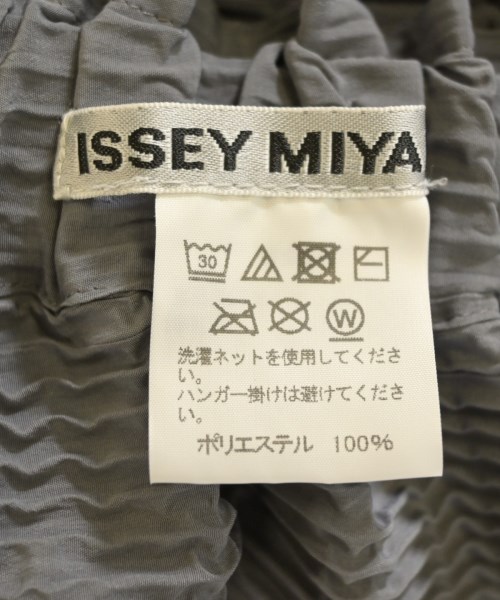 ISSEY MIYA
30
W
洗濯ネットを使用してくださ
い。
ハンガー掛けは避けてくださ
い。
ポリエステル 100%